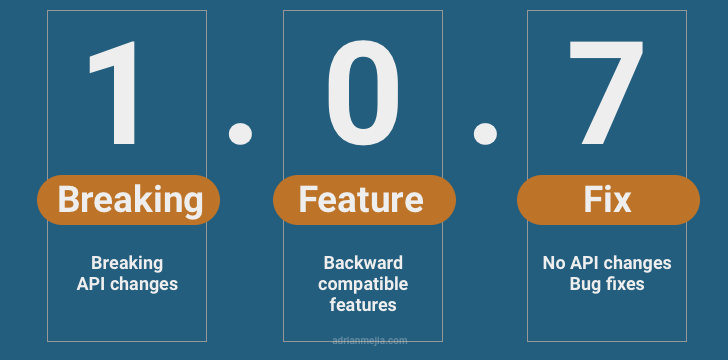 1 . 0 . 7
Breaking Feature Fix
Breaking
API changes
Backward
compatible
features
No API changes
Bug fixes
adrianmejia.com